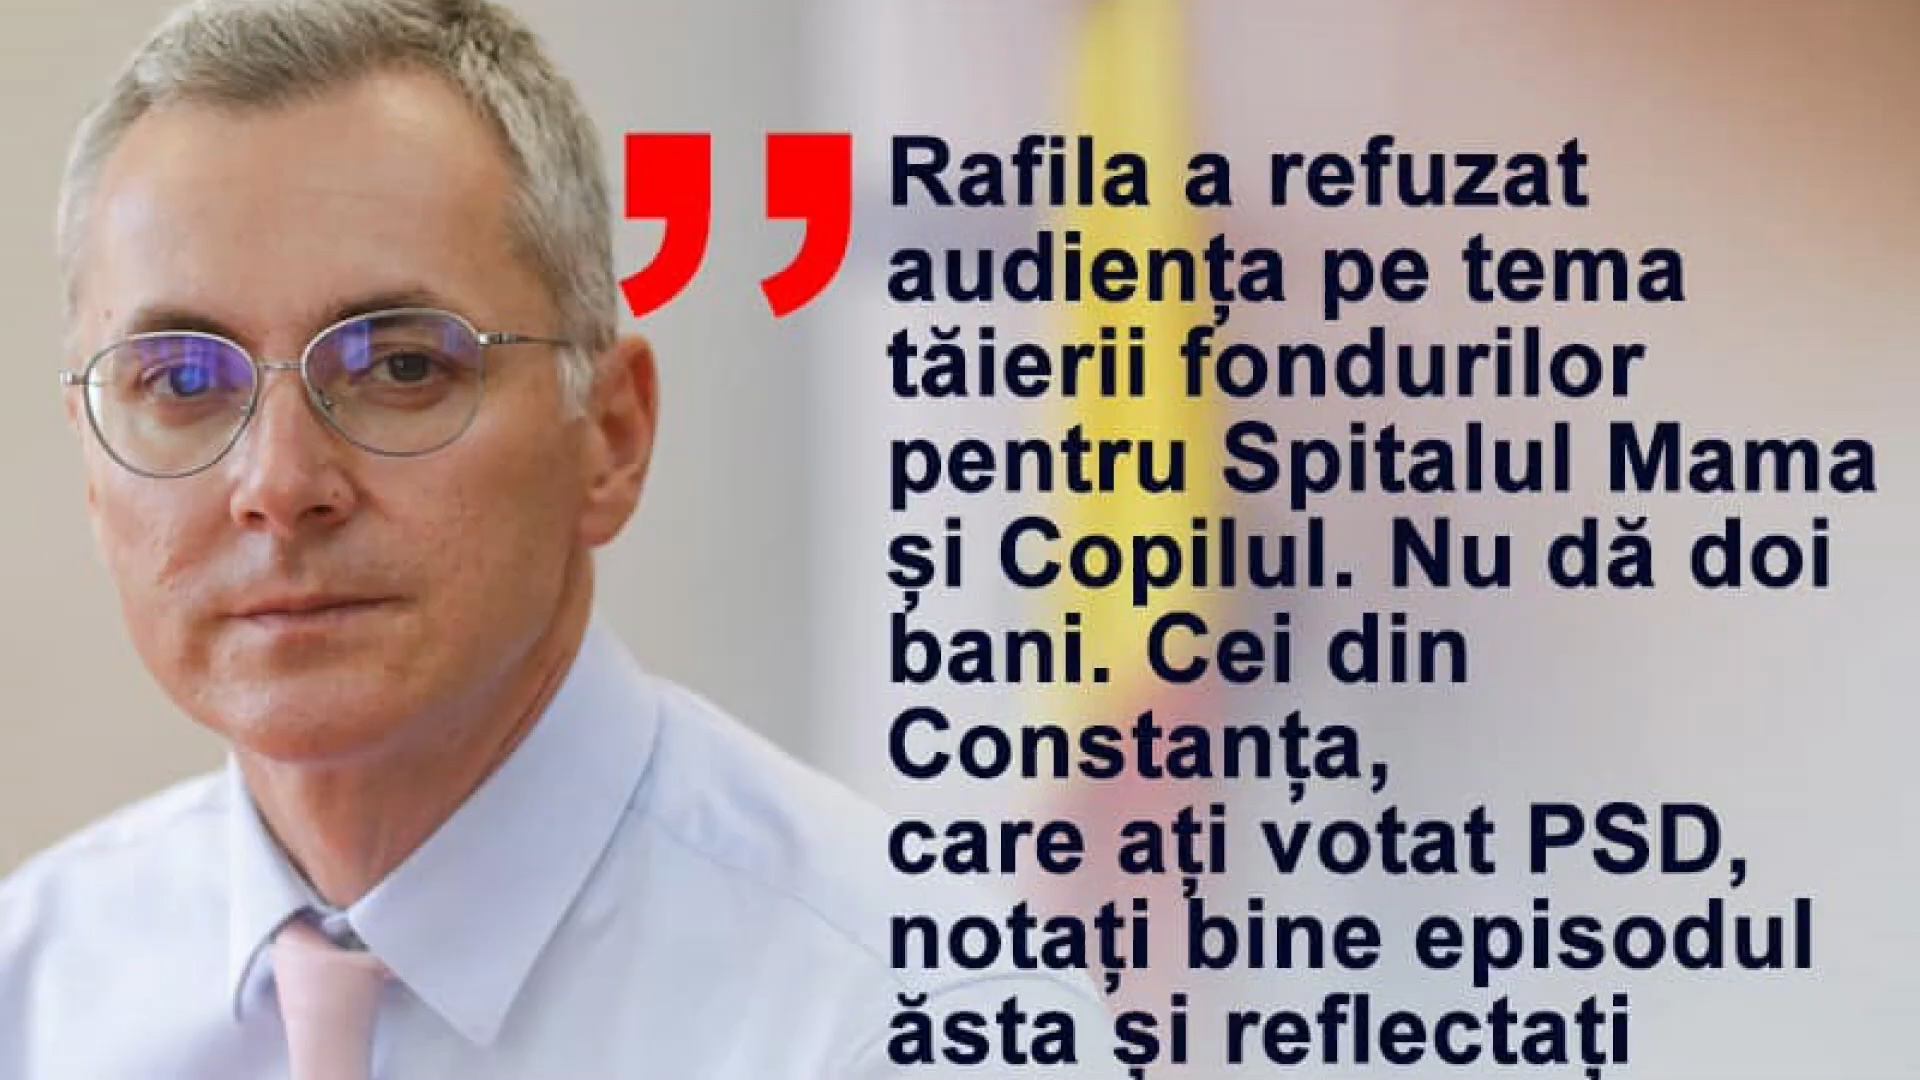 Rafila a refuzat
audiența pe tema
tăierii fondurilor
pentru Spitalul Mama
și Copilul. Nu dă doi
bani. Cei din
Constanța,
care ați votat PSD,
notați bine episodul
ăsta și reflectați